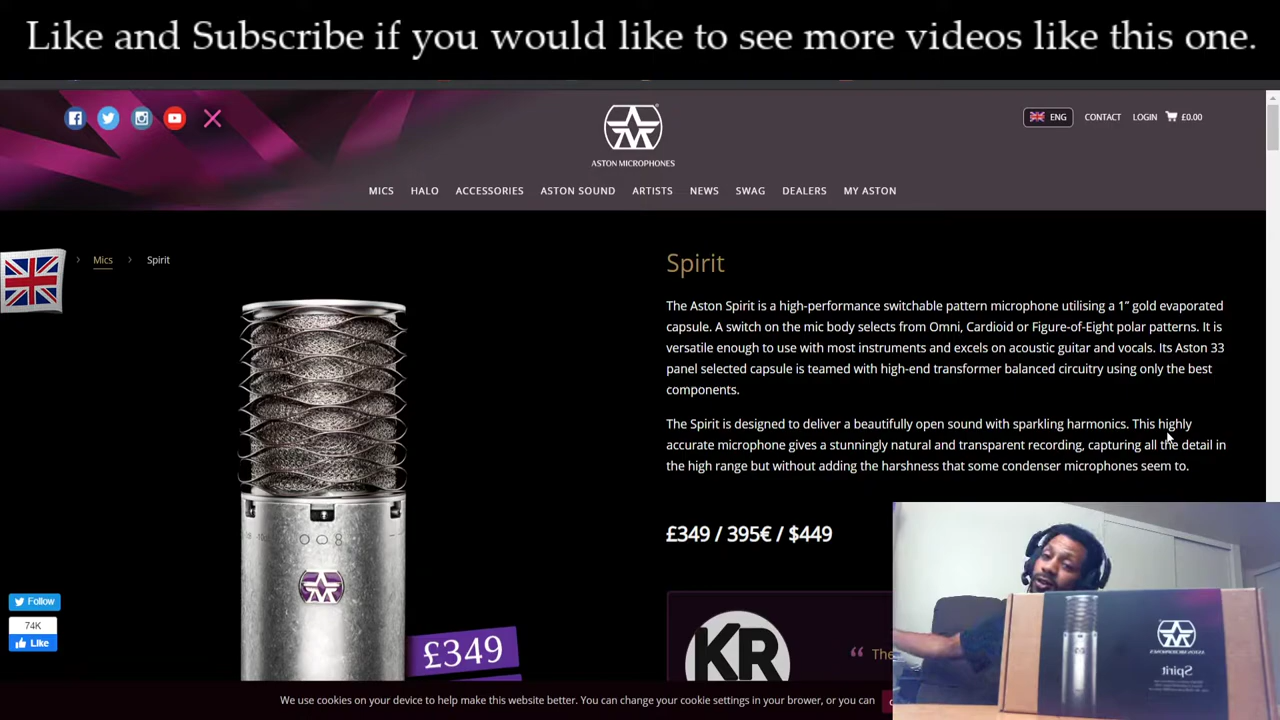 Like and Subscribe if you would like to see more videos like this one.
ENG
CONTACT
LOGIN
£0.00
ASTON MICROPHONES
MICS
HALO
ACCESSORIES
ASTON SOUND
ARTISTS
NEWS
SWAG
DEALERS
MY ASTON
Mics
Spirit
Spirit
The Aston Spirit is a high-performance switchable pattern microphone utilising a 1” gold evaporated
capsule. A switch on the mic body selects from Omni, Cardioid or Figure-of-Eight polar patterns. It is
versatile enough to use with most instruments and excels on acoustic guitar and vocals. Its Aston 33
panel selected capsule is teamed with high-end transformer balanced circuitry using only the best
components.
The Spirit is designed to deliver a beautifully open sound with sparkling harmonics. This highly
accurate microphone gives a stunningly natural and transparent recording, capturing all the detail in
the high range but without adding the harshness that some condenser microphones seem to.
£349 / 395€ / $449
Follow
74K
Like
£349
KR
“ The
ASTON MICROPHONES
Spirit
We use cookies on your device to help make this website better. You can change your cookie settings in your brower, or you can